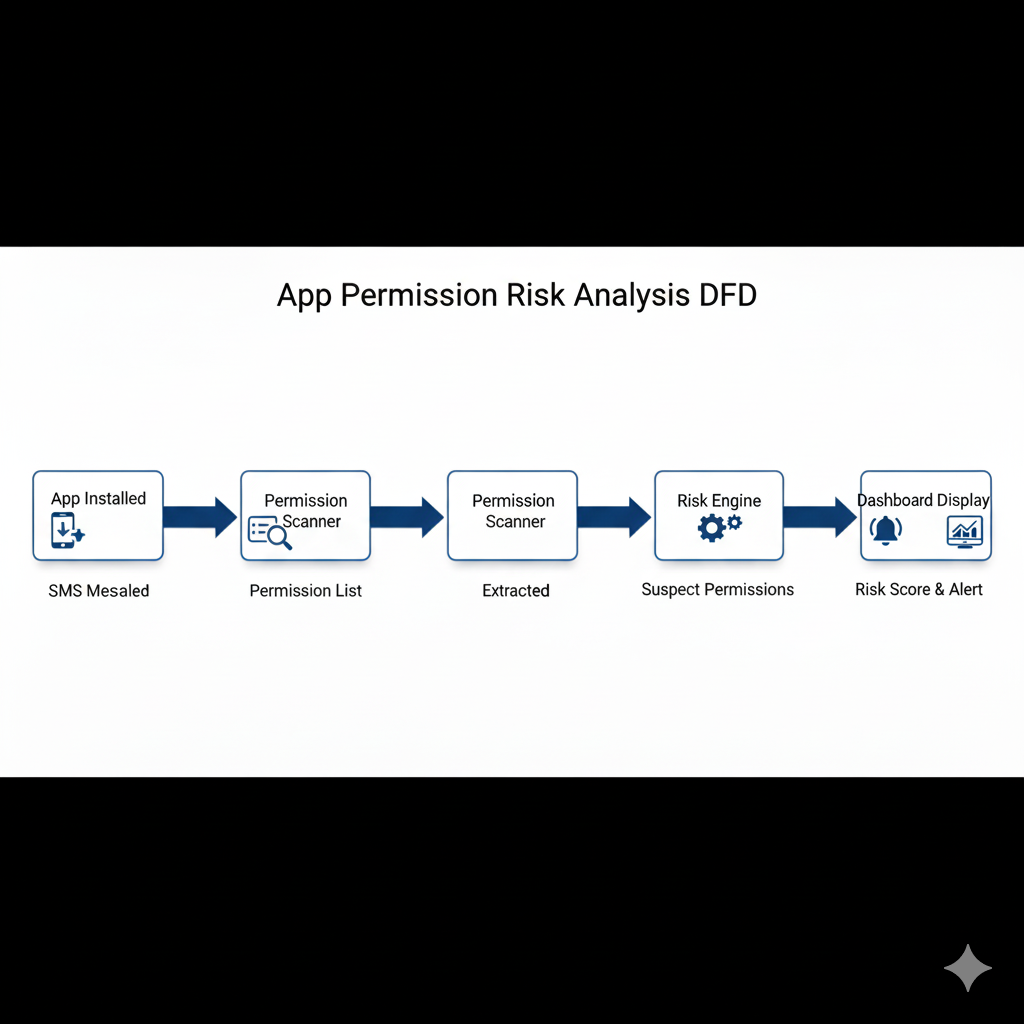 App Permission Risk Analysis DFD
App Installed
Permission
Scanner
Permission
Scanner
Risk Engine
Dashboard Display
SMS Mesaled
Permission List
Extracted
Suspect Permissions
Risk Score & Alert